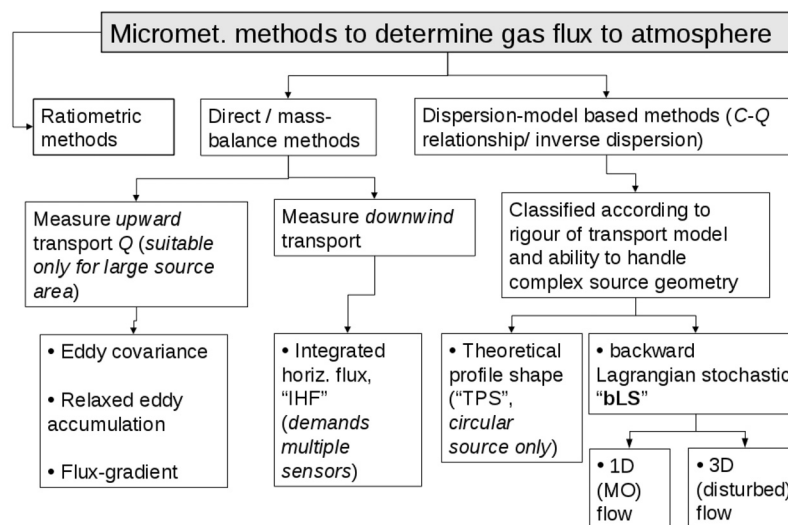 Micromet. methods to determine gas flux to atmosphere
Ratiometric
methods
Direct / mass-
balance methods
Dispersion-model based methods (C-Q
relationship/ inverse dispersion)
Measure upward
transport Q (suitable
only for large source
area)
Measure downwind
transport
Classified according to
rigour of transport model
and ability to handle
complex source geometry
• Eddy covariance
• Relaxed eddy
accumulation
• Flux-gradient
• Integrated
horiz. flux,
“IHF”
(demands
multiple
sensors)
• Theoretical
profile shape
(“TPS”,
circular
source only)
• backward
Lagrangian stochastic
“bLS”
• 1D
(MO)
flow
• 3D
(disturbed)
flow